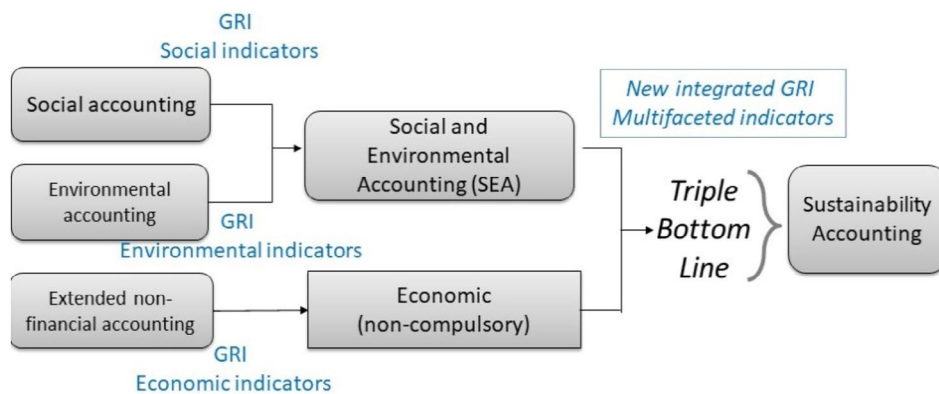 GRI
Social indicators
Social accounting
Environmental
accounting
GRI
Environmental indicators
Extended non-
financial accounting
GRI
Economic indicators
Social and
Environmental
Accounting (SEA)
Economic
(non-compulsory)
New integrated GRI
Multifaceted indicators
Triple
Bottom
Line
Sustainability
Accounting